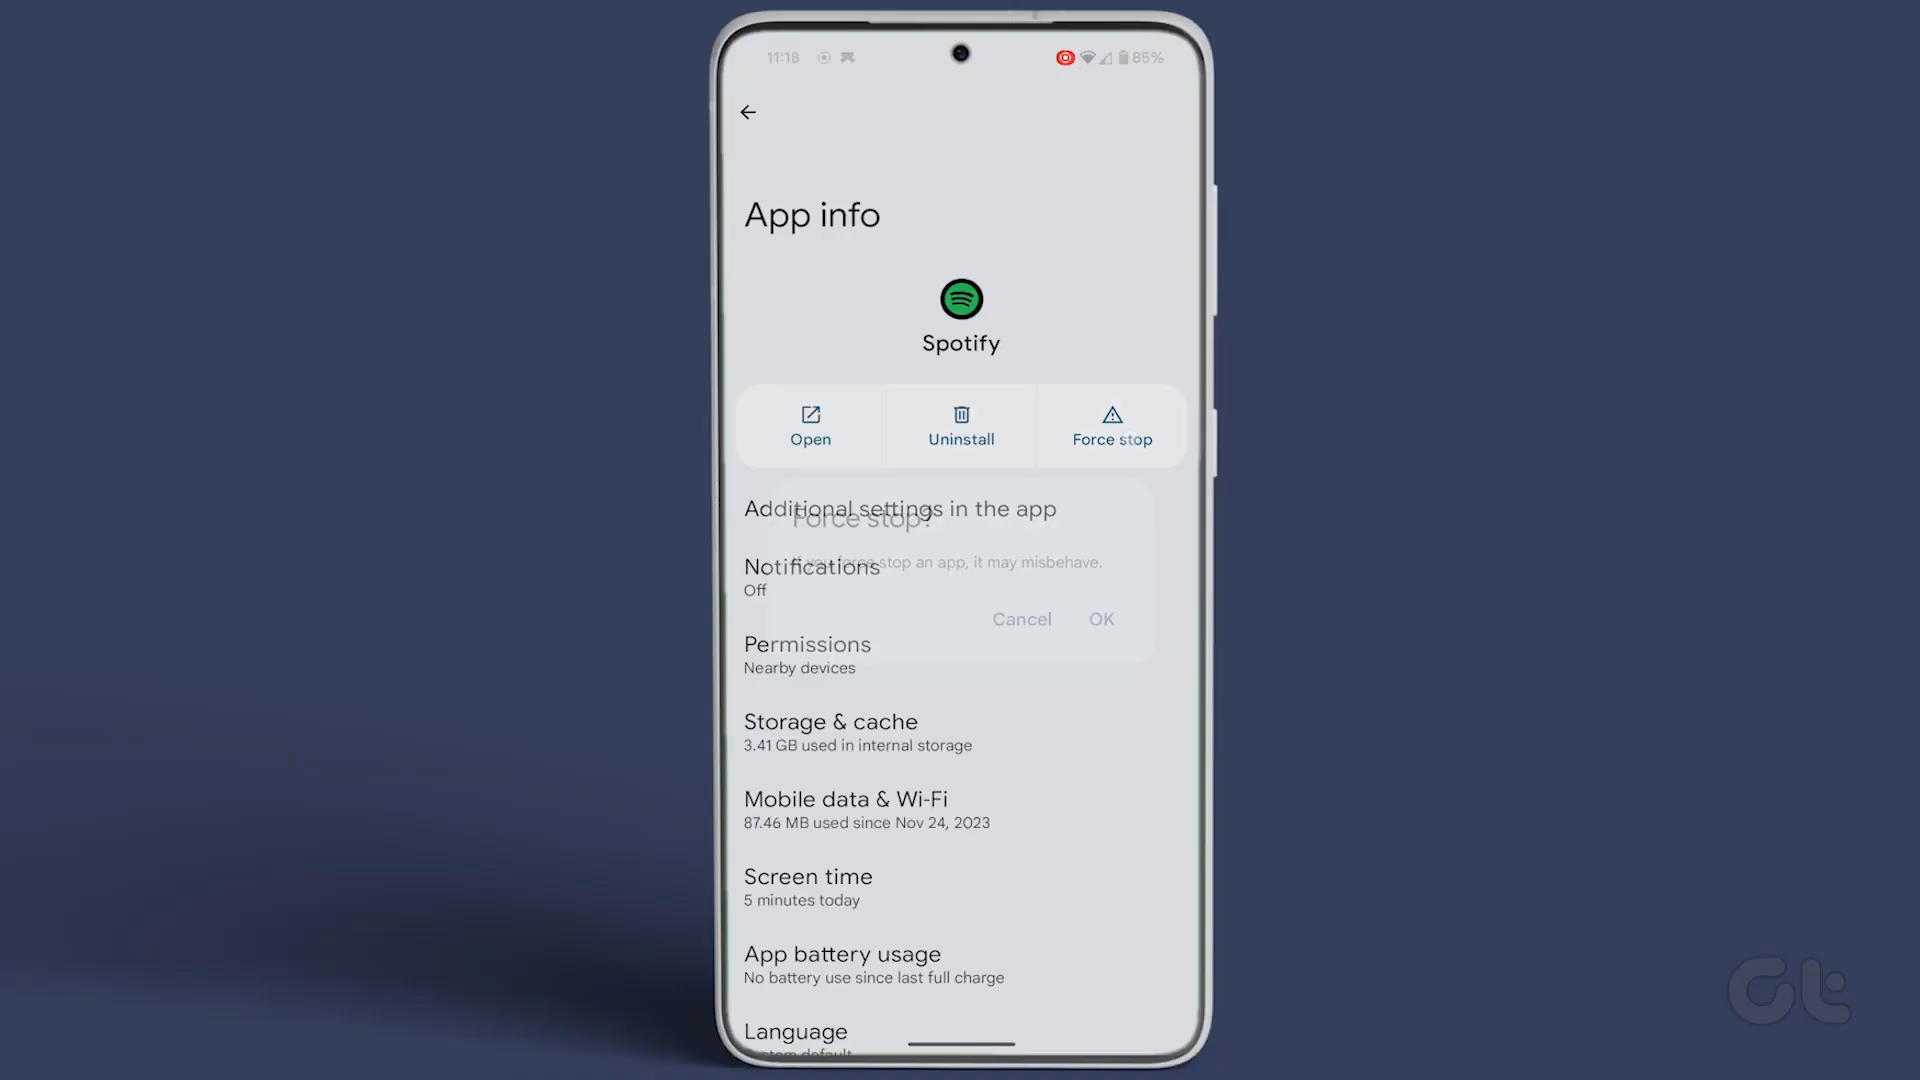 11:18
85%
App info
Spotify
Open
Uninstall
Force stop
Additional settings in the app
Force stop?
Notifications
If you force stop an app, it may misbehave.
Off
Cancel
OK
Permissions
Nearby devices
Storage & cache
3.41 GB used in internal storage
Mobile data & Wi-Fi
87.46 MB used since Nov 24, 2023
Screen time
5 minutes today
App battery usage
No battery use since last full charge
Language
System default
Gt